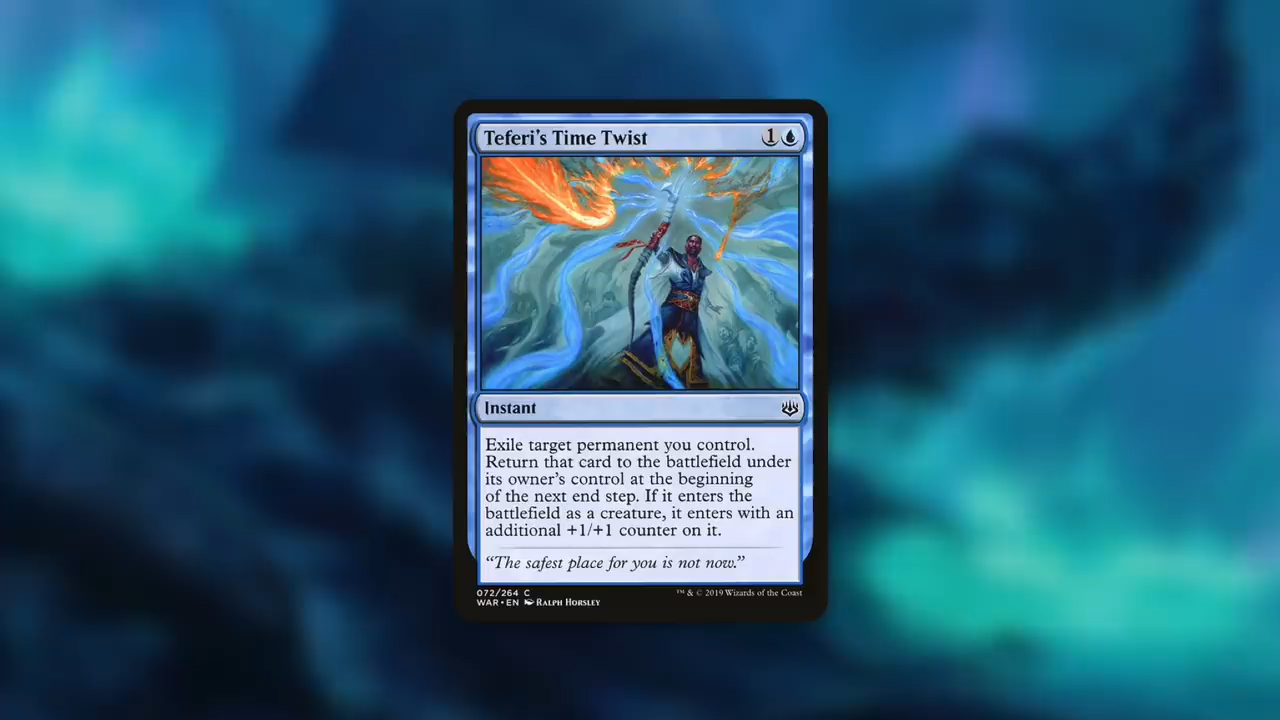 Teferi's Time Twist 1
Instant
Exile target permanent you control.
Return that card to the battlefield under
its owner's control at the beginning
of the next end step. If it enters the
battlefield as a creature, it enters with an
additional +1/+1 counter on it.
“The safest place for you is not now.”
072/264 C
WAR • EN Ralph Horsley
™ & © 2019 Wizards of the Coast